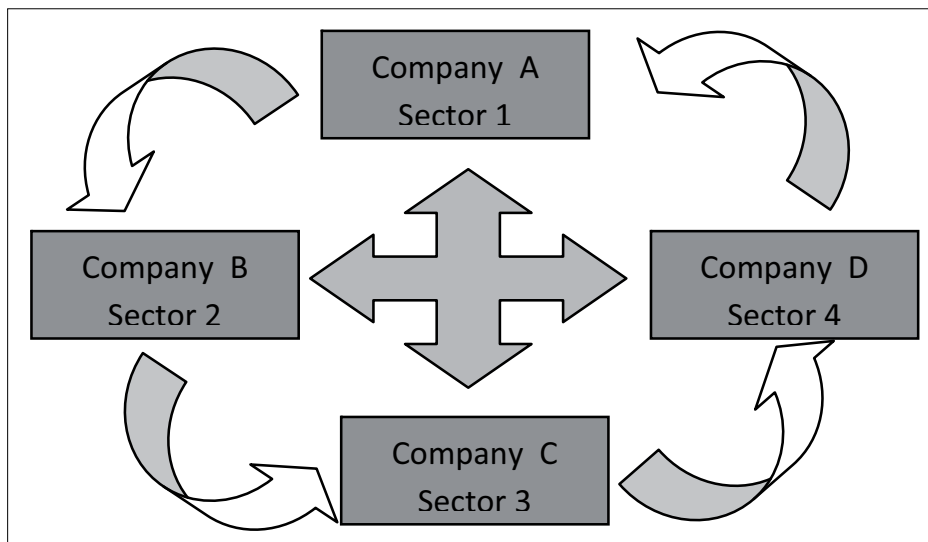 Company A
Sector 1
Company B
Sector 2
Company D
Sector 4
Company C
Sector 3